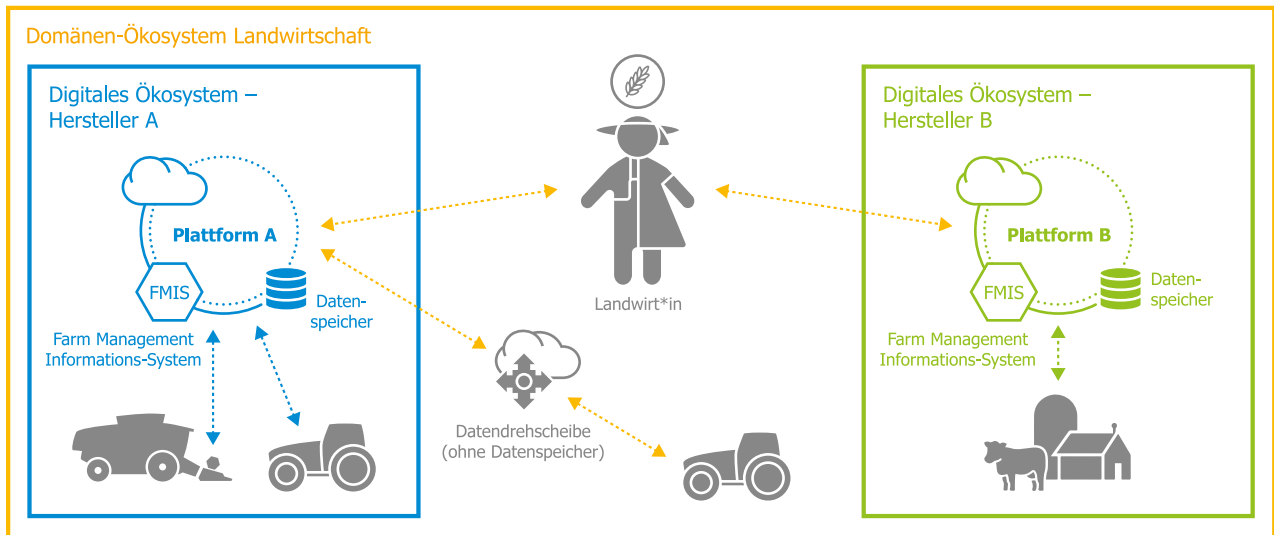 Domänen-Ökosystem Landwirtschaft
Digitales Ökosystem –
Hersteller A
Plattform A
FMIS
Daten-
speicher
Farm Management
Informations-System
Landwirt*in
Datendrehscheibe
(ohne Datenspeicher)
Digitales Ökosystem –
Hersteller B
Plattform B
FMIS
Daten-
speicher
Farm Management
Informations-System